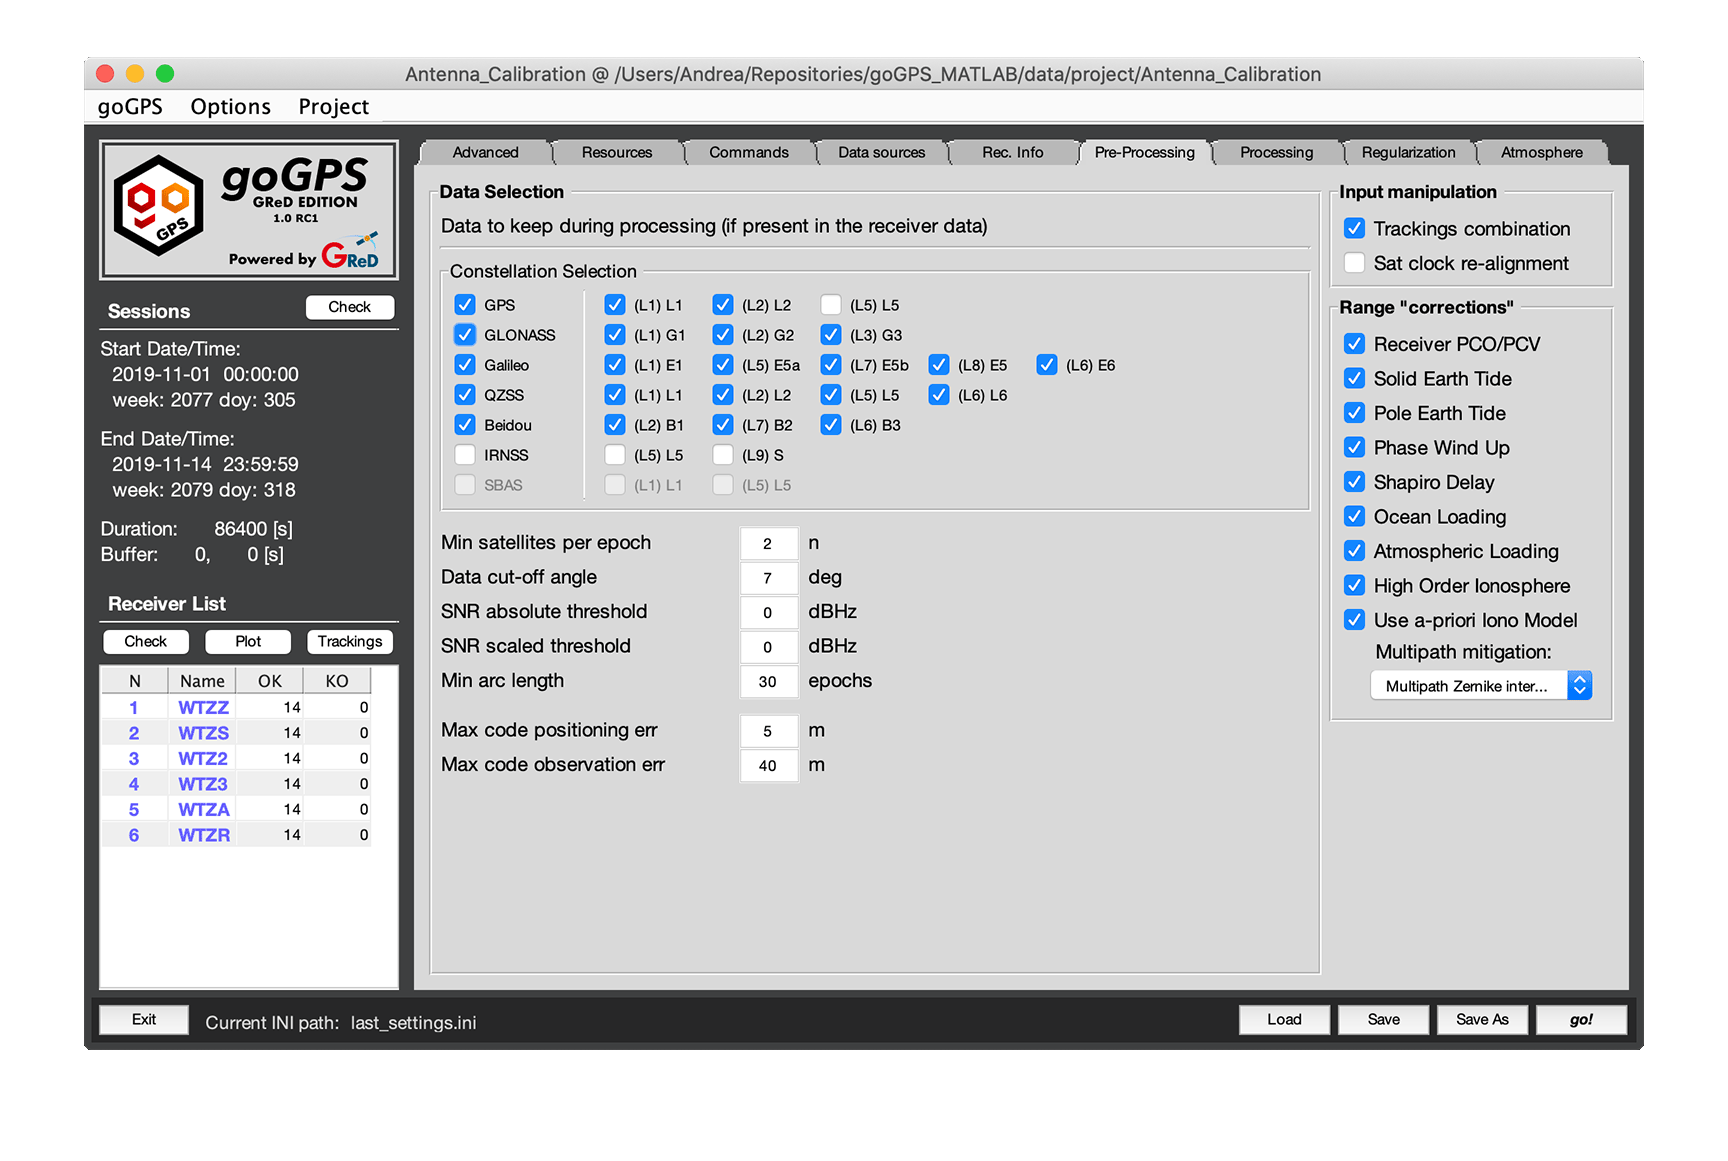 Antenna_Calibration @ /Users/Andrea/Repositories/goGPS_MATLAB/data/project/Antenna_Calibration
goGPS Options Project
go GPS
goGPS
GReD EDITION
1.0 RC1
Powered by GReD
Sessions Check
Start Date/Time:
2019-11-01 00:00:00
week: 2077 doy: 305
End Date/Time:
2019-11-14 23:59:59
week: 2079 doy: 318
Duration: 86400 [s]
Buffer: 0, 0 [s]
Receiver List
Check Plot Trackings
N Name OK KO
1 WTZZ 14 0
2 WTZS 14 0
3 WTZ2 14 0
4 WTZ3 14 0
5 WTZA 14 0
6 WTZR 14 0
Advanced Resources Commands Data sources Rec. Info Pre-Processing Processing Regularization Atmosphere
Data Selection
Data to keep during processing (if present in the receiver data)
Constellation Selection
GPS (L1) L1 (L2) L2 (L5) L5
GLONASS (L1) G1 (L2) G2 (L3) G3
Galileo (L1) E1 (L5) E5a (L7) E5b (L8) E5 (L6) E6
QZSS (L1) L1 (L2) L2 (L5) L5 (L6) L6
Beidou (L2) B1 (L7) B2 (L6) B3
IRNSS (L5) L5 (L9) S
SBAS (L1) L1 (L5) L5
Min satellites per epoch 2 n
Data cut-off angle 7 deg
SNR absolute threshold 0 dBHz
SNR scaled threshold 0 dBHz
Min arc length 30 epochs
Max code positioning err 5 m
Max code observation err 40 m
Input manipulation
Trackings combination
Sat clock re-alignment
Range "corrections"
Receiver PCO/PCV
Solid Earth Tide
Pole Earth Tide
Phase Wind Up
Shapiro Delay
Ocean Loading
Atmospheric Loading
High Order Ionosphere
Use a-priori Iono Model
Multipath mitigation:
Multipath Zernike inter...
Exit Current INI path: last_settings.ini Load Save Save As go!